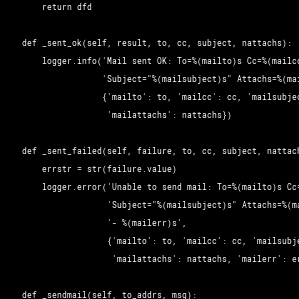 return dfd
def _sent_ok(self, result, to, cc, subject, nattachs):
logger.info('Mail sent OK: To=%(mailto)s Cc=%(mailcc
'Subject="%(mailsubject)s" Attachs=%(mai
{'mailto': to, 'mailcc': cc, 'mailsubjec
'mailattachs': nattachs})
def _sent_failed(self, failure, to, cc, subject, nattach
errstr = str(failure.value)
logger.error('Unable to send mail: To=%(mailto)s Cc=
'Subject="%(mailsubject)s" Attachs=%(ma
'- %(mailerr)s',
{'mailto': to, 'mailcc': cc, 'mailsubje
'mailattachs': nattachs, 'mailerr': er
def _sendmail(self, to_addrs, msg):